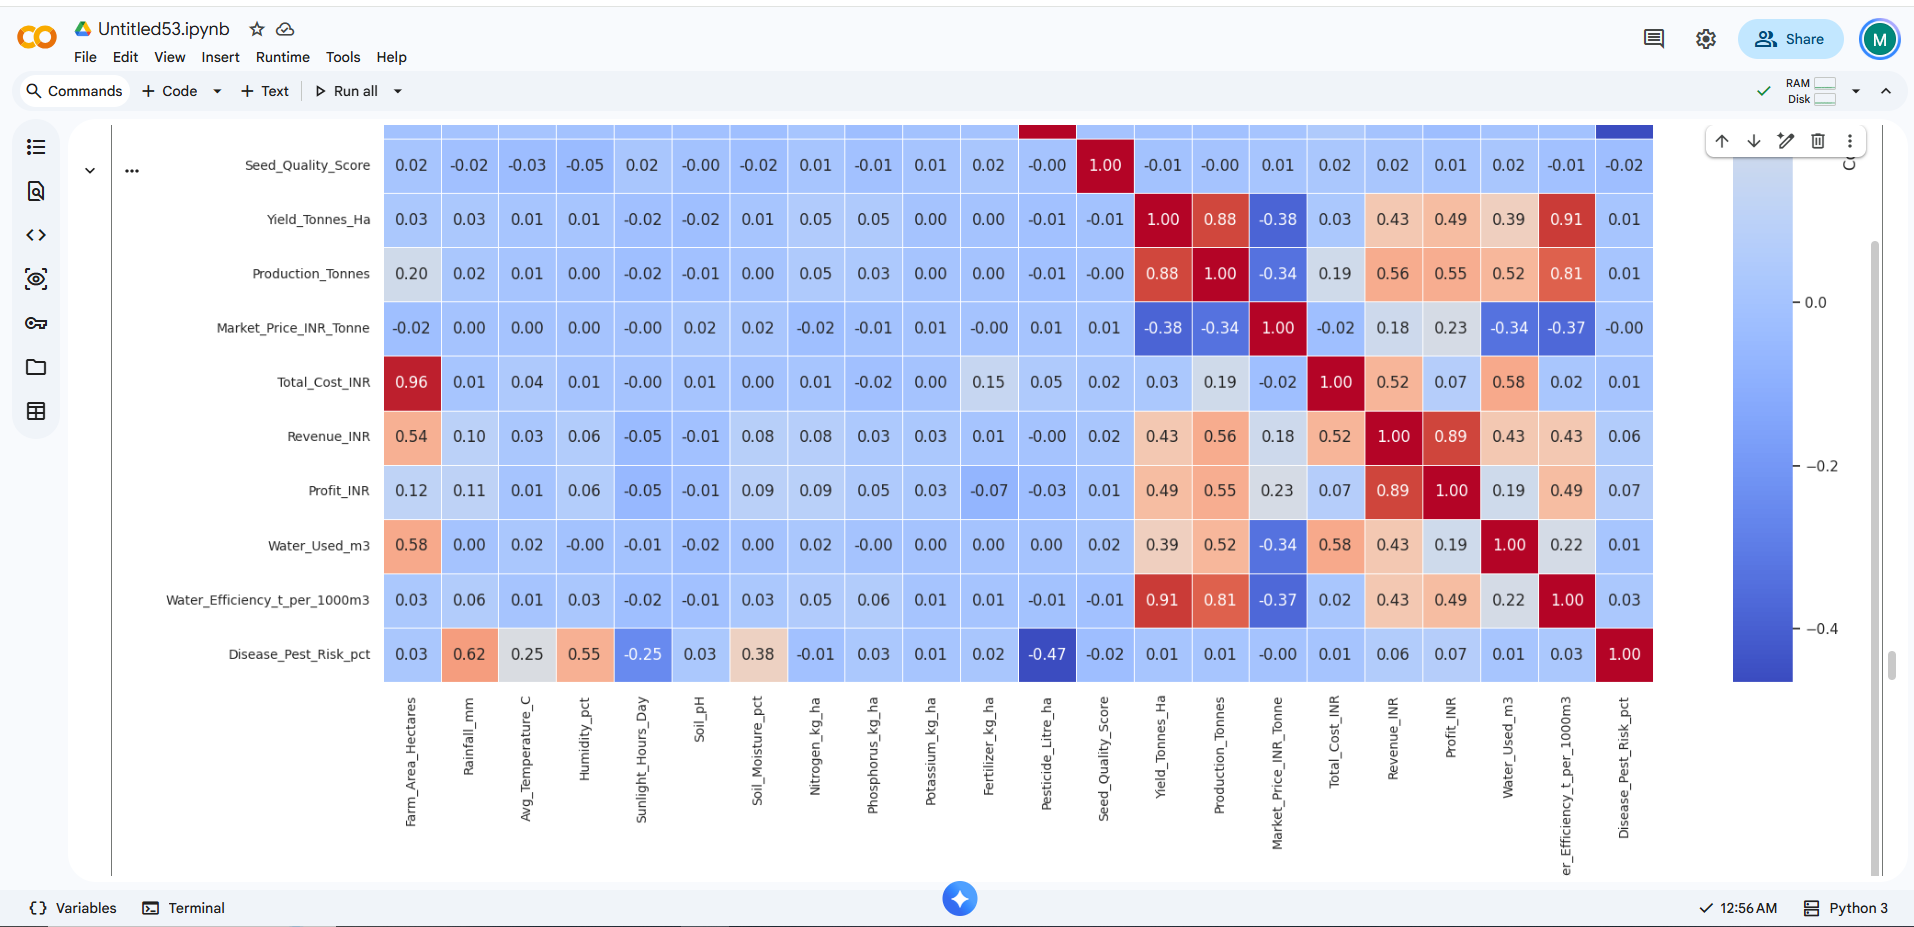 Untitled53.ipynb
File Edit View Insert Runtime Tools Help
Share
M
Commands + Code + Text Run all
RAM
Disk
Seed_Quality_Score 0.02 -0.02 -0.03 -0.05 0.02 -0.00 -0.02 0.01 -0.01 0.01 0.02 -0.00 1.00 -0.01 -0.00 0.01 0.02 0.02 0.01 0.02 -0.01 -0.02
Yield_Tonnes_Ha 0.03 0.03 0.01 0.01 -0.02 -0.02 0.01 0.05 0.05 0.00 0.00 -0.01 -0.01 1.00 0.88 -0.38 0.03 0.43 0.49 0.39 0.91 0.01
Production_Tonnes 0.20 0.02 0.01 0.00 -0.02 -0.01 0.00 0.05 0.03 0.00 0.00 -0.01 -0.00 0.88 1.00 -0.34 0.19 0.56 0.55 0.52 0.81 0.01
Market_Price_INR_Tonne -0.02 0.00 0.00 0.00 -0.00 0.02 0.02 -0.02 -0.01 0.01 -0.00 0.01 0.01 -0.38 -0.34 1.00 -0.02 0.18 0.23 -0.34 -0.37 -0.00
Total_Cost_INR 0.96 0.01 0.04 0.01 -0.00 0.01 0.00 0.01 -0.02 0.00 0.15 0.05 0.02 0.03 0.19 -0.02 1.00 0.52 0.07 0.58 0.02 0.01
Revenue_INR 0.54 0.10 0.03 0.06 -0.05 -0.01 0.08 0.08 0.03 0.03 0.01 -0.00 0.02 0.43 0.56 0.18 0.52 1.00 0.89 0.43 0.43 0.06
Profit_INR 0.12 0.11 0.01 0.06 -0.05 -0.01 0.09 0.09 0.05 0.03 -0.07 -0.03 0.01 0.49 0.55 0.23 0.07 0.89 1.00 0.19 0.49 0.07
Water_Used_m3 0.58 0.00 0.02 -0.00 -0.01 -0.02 0.00 0.02 -0.00 0.00 0.00 0.00 0.02 0.39 0.52 -0.34 0.58 0.43 0.19 1.00 0.22 0.01
Water_Efficiency_t_per_1000m3 0.03 0.06 0.01 0.03 -0.02 -0.01 0.03 0.05 0.06 0.01 0.01 -0.01 -0.01 0.91 0.81 -0.37 0.02 0.43 0.49 0.22 1.00 0.03
Disease_Pest_Risk_pct 0.03 0.62 0.25 0.55 -0.25 0.03 0.38 -0.01 0.03 0.01 0.02 -0.47 -0.02 0.01 0.01 -0.00 0.01 0.06 0.07 0.01 0.03 1.00
Farm_Area_Hectares
Rainfall_mm
Avg_Temperature_C
Humidity_pct
Sunlight_Hours_Day
Soil_pH
Soil_Moisture_pct
Nitrogen_kg_ha
Phosphorus_kg_ha
Potassium_kg_ha
Fertilizer_kg_ha
Pesticide_Litre_ha
Seed_Quality_Score
Yield_Tonnes_Ha
Production_Tonnes
Market_Price_INR_Tonne
Total_Cost_INR
Revenue_INR
Profit_INR
Water_Used_m3
er_Efficiency_t_per_1000m3
Disease_Pest_Risk_pct
0.0
−0.2
−0.4
Variables Terminal
12:56 AM Python 3